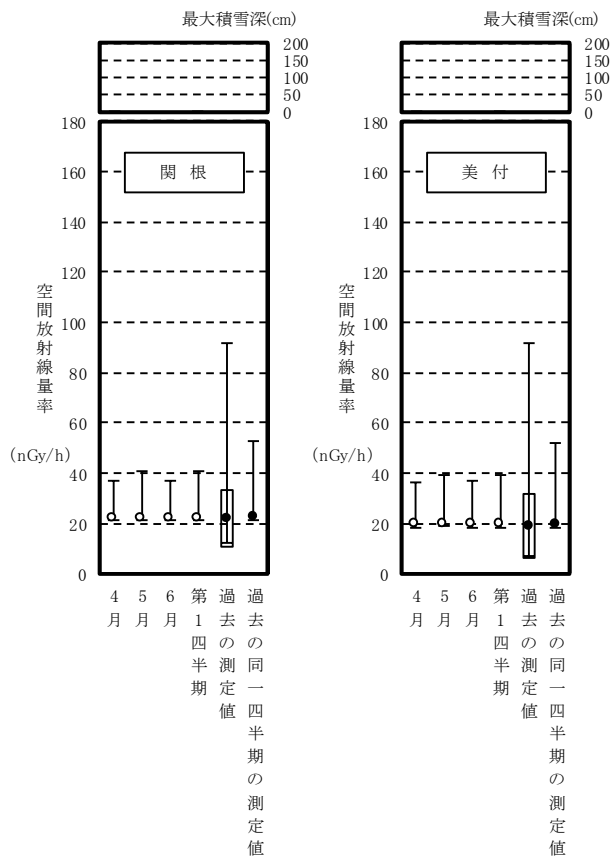 最大積雪深(cm)
200
150
100
50
0
180
160
140
120
100
80
60
40
20
0
関 根
空間放射線量率
(nGy/h)
4月
5月
6月
第1四半期
過去の測定値
過去の同一四半期の測定値
最大積雪深(cm)
200
150
100
50
0
180
160
140
120
100
80
60
40
20
0
美 付
空間放射線量率
(nGy/h)
4月
5月
6月
第1四半期
過去の測定値
過去の同一四半期の測定値